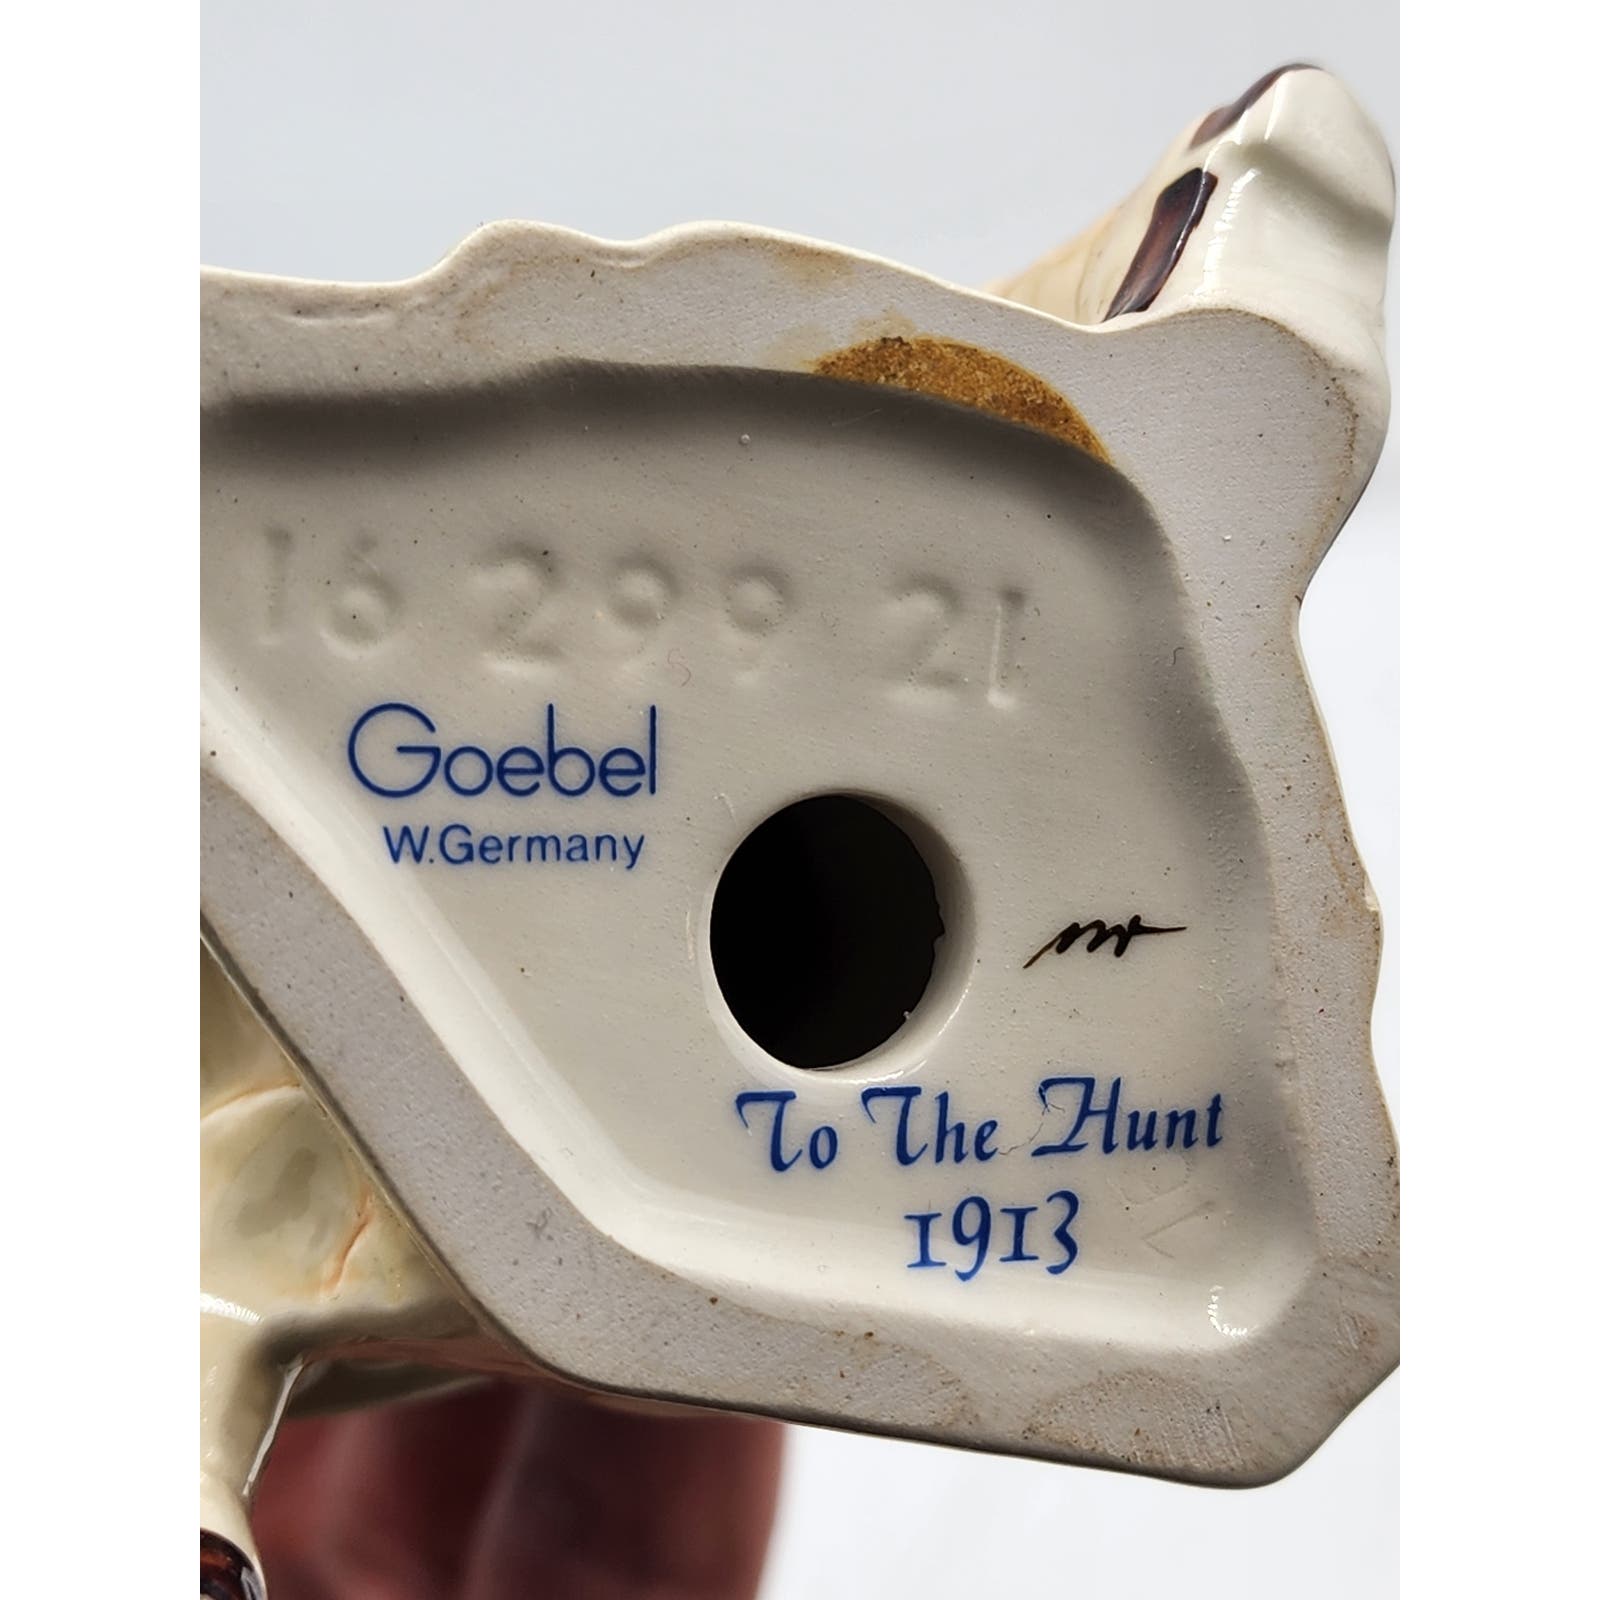 16 299 21
Goebel
W.Germany
To The Hunt
1913